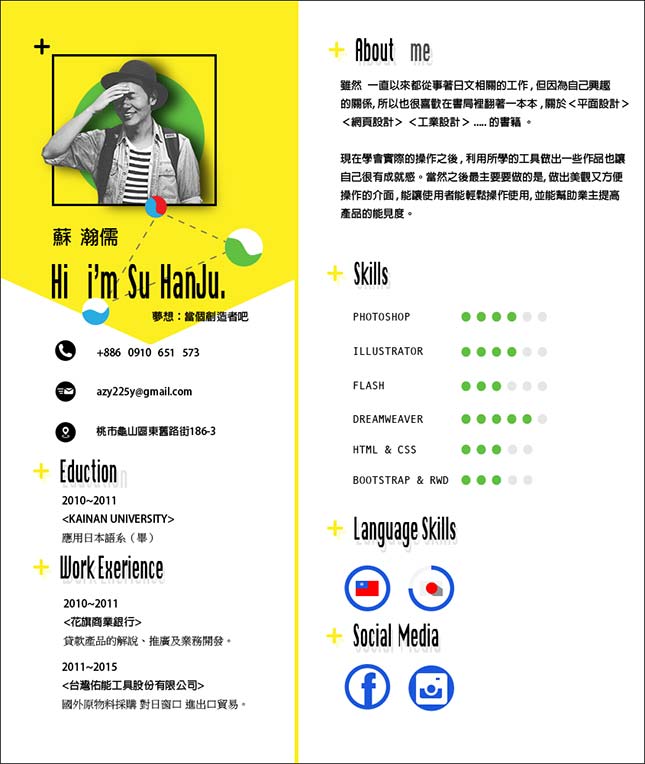 蘇 瀚儒
Hi i'm Su HanJu.
夢想：當個創造者吧
+886 0910 651 573
azy225y@gmail.com
桃市龜山區東舊路街186-3
Eduction
2010~2011
<KAINAN UNIVERSITY>
應用日本語系（畢）
Work Exerience
2010~2011
<花旗商業銀行>
貸款產品的解說、推廣及業務開發。
2011~2015
<台灣佑能工具股份有限公司>
國外原物料採購 對日窗口 進出口貿易。
About me
雖然 一直以來都從事著日文相關的工作 , 但因為自己興趣
的關係, 所以也很喜歡在書局裡翻著一本本 , 關於＜平面設計＞
＜網頁設計＞ ＜工業設計＞ ..... 的書籍 。
現在學會實際的操作之後 , 利用所學的工具做出一些作品也讓
自己很有成就感。當然之後最主要要做的是, 做出美觀又方便
操作的介面 , 能讓使用者能輕鬆操作使用, 並能幫助業主提高
產品的能見度。
Skills
PHOTOSHOP
ILLUSTRATOR
FLASH
DREAMWEAVER
HTML & CSS
BOOTSTRAP & RWD
Language Skills
Social Media